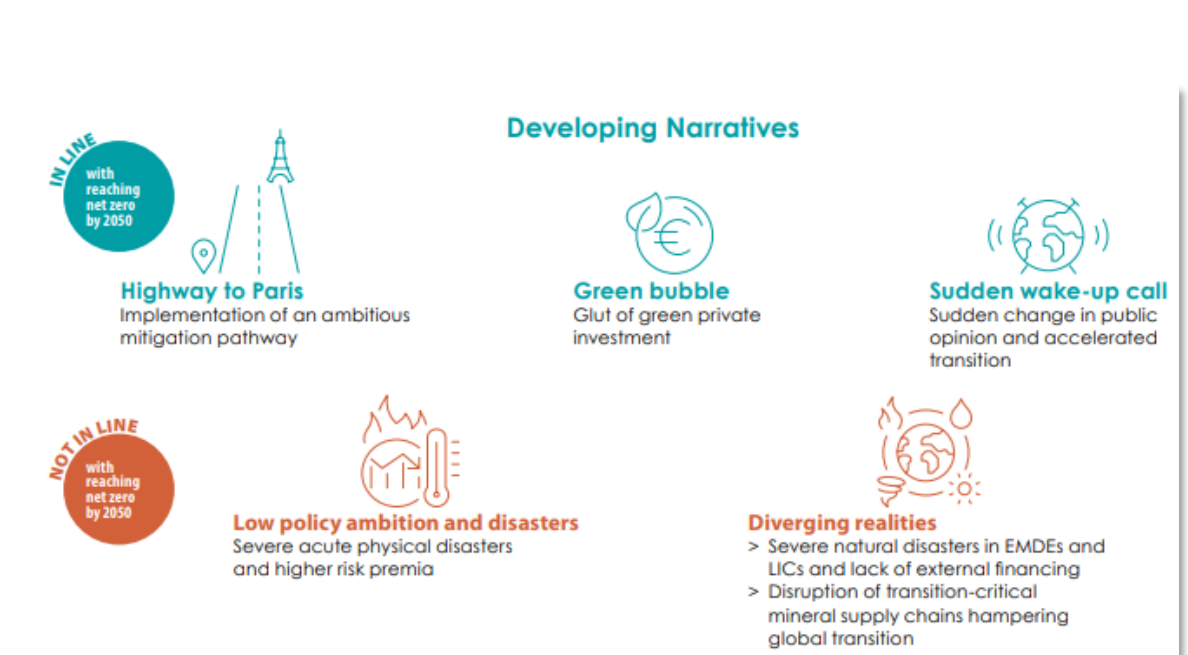 Developing Narratives
IN LINE
with
reaching
net zero
by 2050
Highway to Paris
Implementation of an ambitious
mitigation pathway
Green bubble
Glut of green private
investment
Sudden wake-up call
Sudden change in public
opinion and accelerated
transition
NOT IN LINE
with
reaching
net zero
by 2050
Low policy ambition and disasters
Severe acute physical disasters
and higher risk premia
Diverging realities
> Severe natural disasters in EMDEs and
LICs and lack of external financing
> Disruption of transition-critical
mineral supply chains hampering
global transition